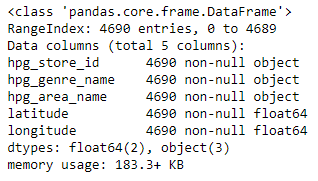 <class 'pandas.core.frame.DataFrame'>
RangeIndex: 4690 entries, 0 to 4689
Data columns (total 5 columns):
hpg_store_id      4690 non-null object
hpg_genre_name    4690 non-null object
hpg_area_name     4690 non-null object
latitude          4690 non-null float64
longitude         4690 non-null float64
dtypes: float64(2), object(3)
memory usage: 183.3+ KB